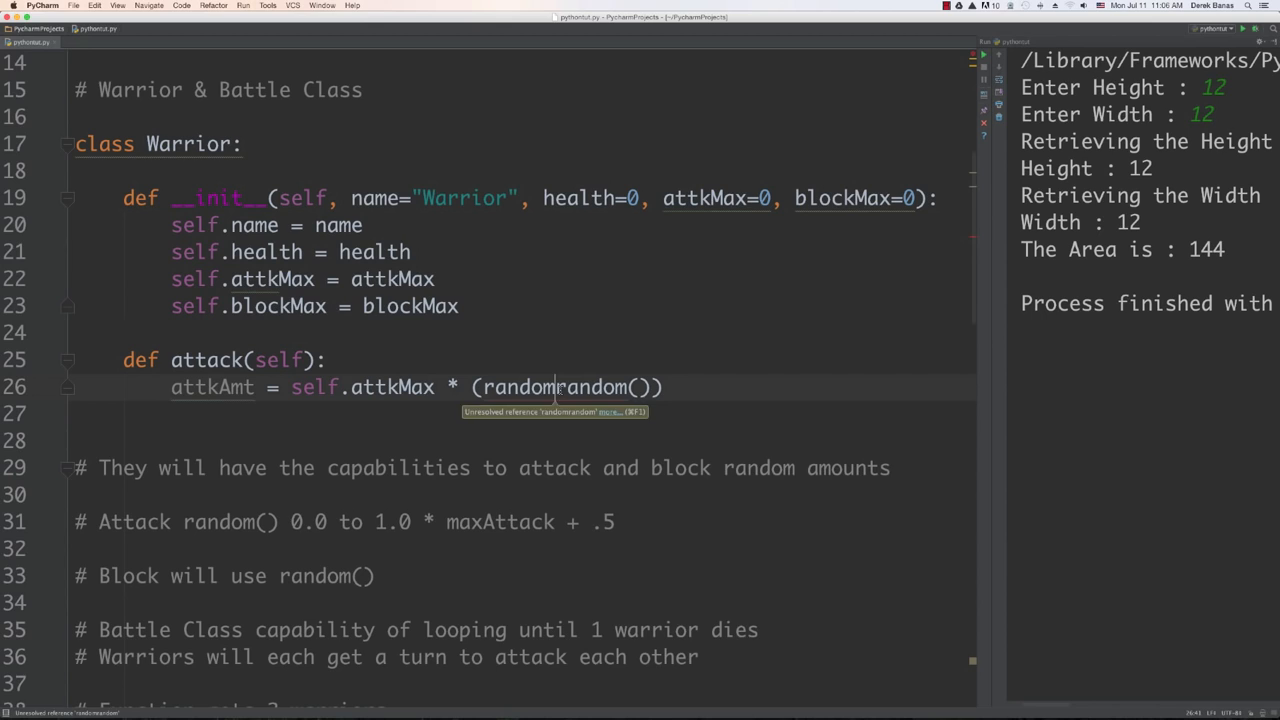 PyCharm File Edit View Navigate Code Refactor Run Tools VCS Window Help
pythontut.py - PyCharmProjects - [~/PycharmProjects]
Mon Jul 11 11:06 AM Derek Banas
PycharmProjects pythontut.py
pythontut
pythontut.py
Run: pythontut
14
15 # Warrior & Battle Class
16
17 class Warrior:
18
19 def __init__(self, name="Warrior", health=0, attkMax=0, blockMax=0):
20 self.name = name
21 self.health = health
22 self.attkMax = attkMax
23 self.blockMax = blockMax
24
25 def attack(self):
26 attkAmt = self.attkMax * (randomrandom())
Unresolved reference 'randomrandom' more... (⌘F1)
27
28
29 # They will have the capabilities to attack and block random amounts
30
31 # Attack random() 0.0 to 1.0 * maxAttack + .5
32
33 # Block will use random()
34
35 # Battle Class capability of looping until 1 warrior dies
36 # Warriors will each get a turn to attack each other
37
/Library/Frameworks/Py
Enter Height : 12
Enter Width : 12
Retrieving the Height
Height : 12
Retrieving the Width
Width : 12
The Area is : 144
Process finished with
Unresolved reference 'randomrandom'
26:41 LF÷ UTF-8÷